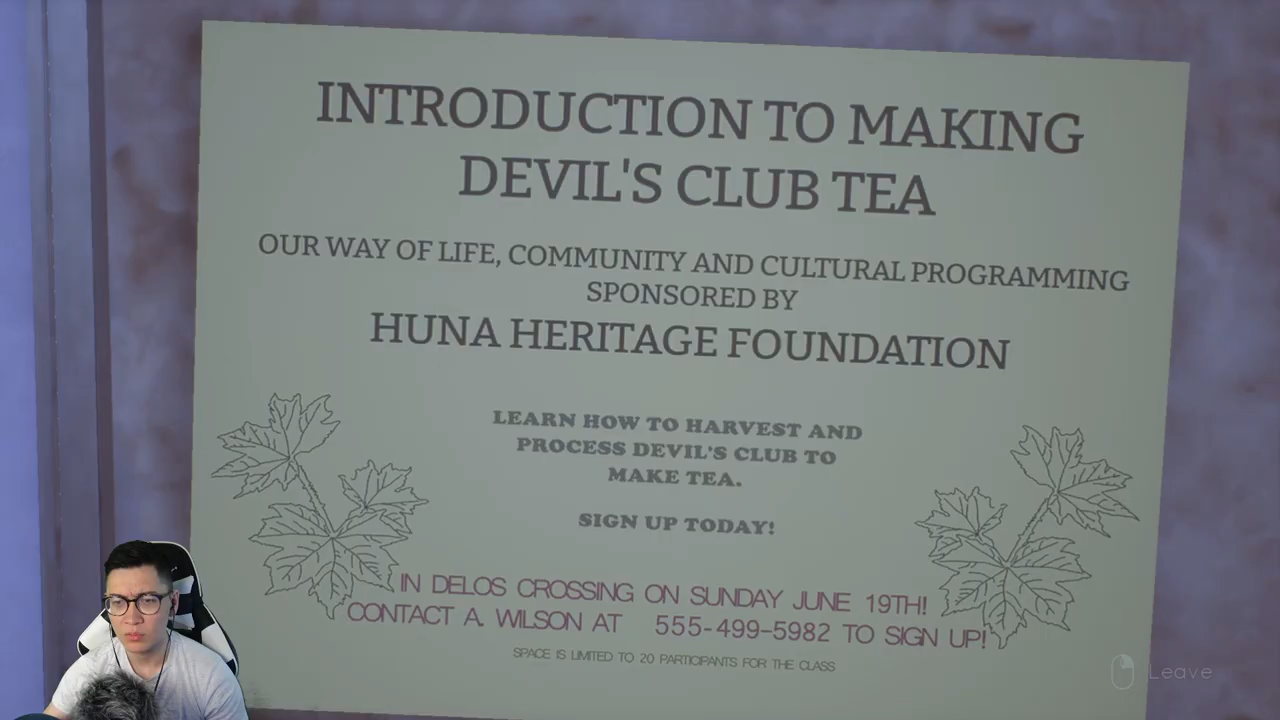 INTRODUCTION TO MAKING
DEVIL'S CLUB TEA
OUR WAY OF LIFE, COMMUNITY AND CULTURAL PROGRAMMING
SPONSORED BY
HUNA HERITAGE FOUNDATION
LEARN HOW TO HARVEST AND
PROCESS DEVIL'S CLUB TO
MAKE TEA.
SIGN UP TODAY!
IN DELOS CROSSING ON SUNDAY JUNE 19TH!
CONTACT A. WILSON AT 555-499-5982 TO SIGN UP!
SPACE IS LIMITED TO 20 PARTICIPANTS FOR THE CLASS
Leave